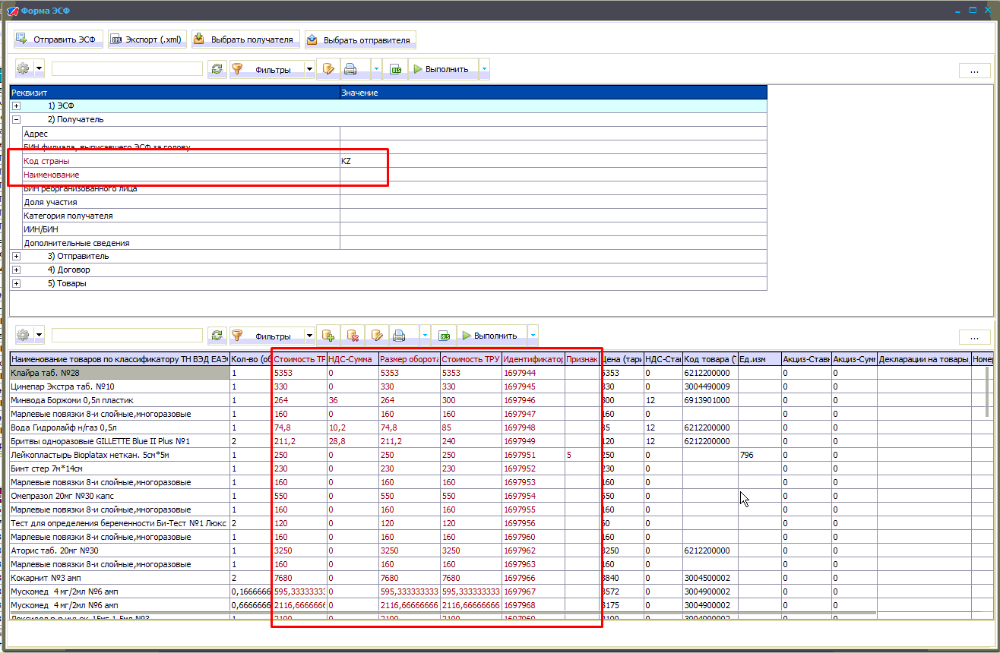 Форма ЭСФ
Отправить ЭСФ Экспорт (.xml) Выбрать получателя Выбрать отправителя
Фильтры XLS Выполнить ...
Реквизит Значение
1) ЭСФ
2) Получатель
Адрес
БИН филиала, выписавшего ЭСФ за голову
Код страны KZ
Наименование
БИН реорганизованного лица
Доля участия
Категория получателя
ИИН/БИН
Дополнительные сведения
3) Отправитель
4) Договор
5) Товары
Фильтры XLS Выполнить ...
Наименование товаров по классификатору ТН ВЭД ЕАЭС Кол-во (об Стоимость ТР НДС-Сумма Размер оборота Стоимость ТРУ Идентификатор Признак Цена (тари НДС-Став Код товара (Т Ед.изм Акциз-Ставк Акциз-Сумм Декларации на товары, Номер
Клайра таб. №28 1 5353 0 5353 5353 1697944 5353 0 6212200000 0 0
Цинепар Экстра таб. №10 1 330 0 330 330 1697945 330 0 3004490009 0 0
Минвода Боржоми 0,5л пластик 1 264 36 264 300 1697946 300 12 6913901000 0 0
Марлевые повязки 8-и слойные,многоразовые 1 160 0 160 160 1697947 160 0 0 0
Вода Гидролайф н/газ 0,5л 1 74,8 10,2 74,8 85 1697948 85 12 6212200000 0 0
Бритвы одноразовые GILLETTE Blue II Plus №1 2 211,2 28,8 211,2 240 1697949 120 12 6212200000 0 0
Лейкопластырь Bioplatax неткан. 5см*5м 1 250 0 250 250 1697951 5 250 0 796 0 0
Бинт стер 7м*14см 1 230 0 230 230 1697952 230 0 0 0
Марлевые повязки 8-и слойные,многоразовые 1 160 0 160 160 1697953 160 0 0 0
Омепразол 20мг №30 капс 1 550 0 550 550 1697954 550 0 0 0
Марлевые повязки 8-и слойные,многоразовые 1 160 0 160 160 1697955 160 0 0 0
Тест для определения беременности Би-Тест №1 Люкс 2 120 0 120 120 1697956 60 0 0 0
Марлевые повязки 8-и слойные,многоразовые 1 160 0 160 160 1697960 160 0 0 0
Аторис таб. 20мг №30 1 3250 0 3250 3250 1697962 3250 0 6212200000 0 0
Марлевые повязки 8-и слойные,многоразовые 1 160 0 160 160 1697963 160 0 0 0
Кокарнит №3 амп 2 7680 0 7680 7680 1697966 3840 0 3004500002 0 0
Мускомед 4 мг/2мл №6 амп 0,1666666 595,33333333 0 595,333333333 595,333333333 1697967 3572 0 3004900002 0 0
Мускомед 4 мг/2мл №6 амп 0,6666666 2116,6666666 0 2116,66666666 2116,66666666 1697968 3175 0 3004900002 0 0
1 2100 0 2100 2100 1697969 2100 0 3004900002 0 0